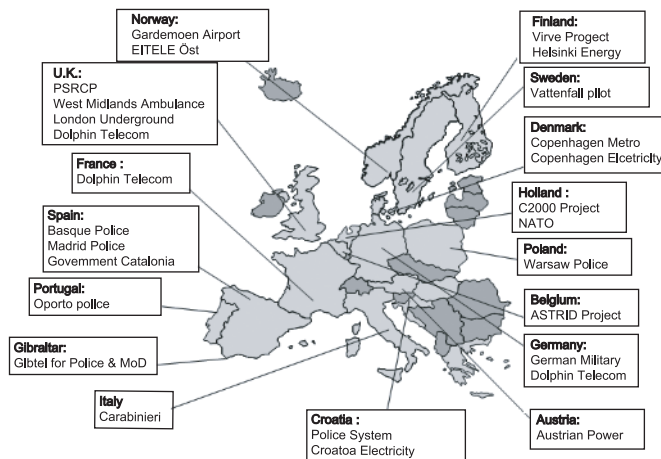 Norway:
Gardemoen Airport
EITELE Öst
Finland:
Virve Progect
Helsinki Energy
U.K.:
PSRCP
West Midlands Ambulance
London Underground
Dolphin Telecom
Sweden:
Vattenfall pilot
Denmark:
Copenhagen Metro
Copenhagen Elcetricity
France :
Dolphin Telecom
Holland :
C2000 Project
NATO
Spain:
Basque Police
Madrid Police
Government Catalonia
Poland:
Warsaw Police
Portugal:
Oporto police
Belgium:
ASTRID Project
Gibraltar:
GIbtel for Police & MoD
Germany:
German Military
Dolphin Telecom
Italy
Carabinieri
Croatia :
Police System
Croatoa Electricity
Austria:
Austrian Power